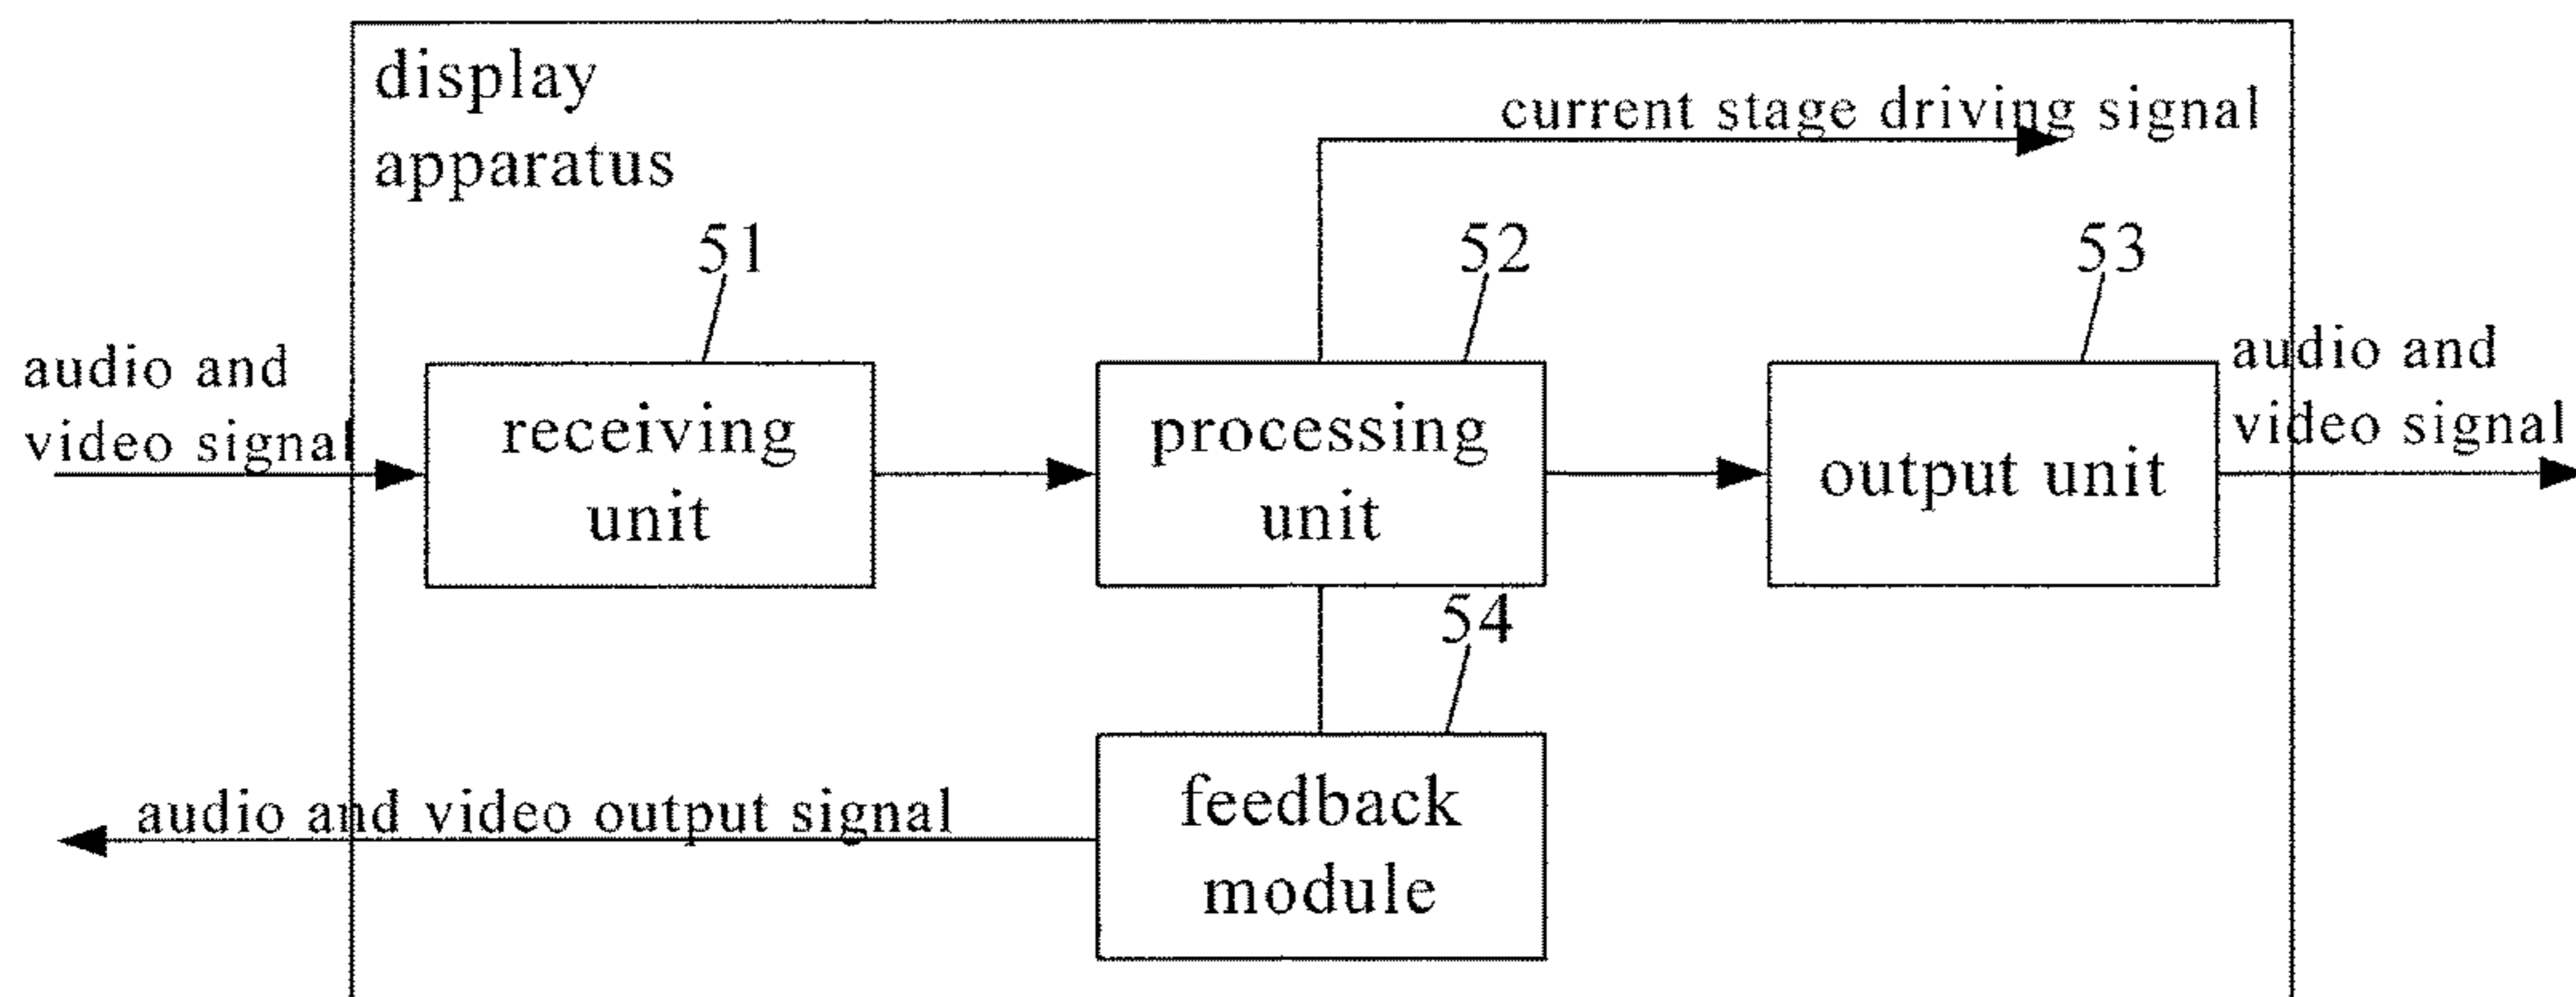 display
apparatus
current stage driving signal
51
52
53
audio and
video signal
receiving
unit
processing
unit
output unit
audio and
video signal
54
audio and video output signal
feedback
module